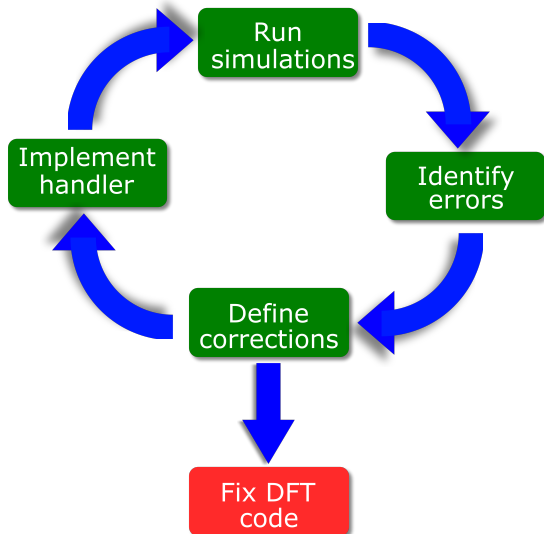 Run
simulations
Implement
handler
Identify
errors
Define
corrections
Fix DFT
code